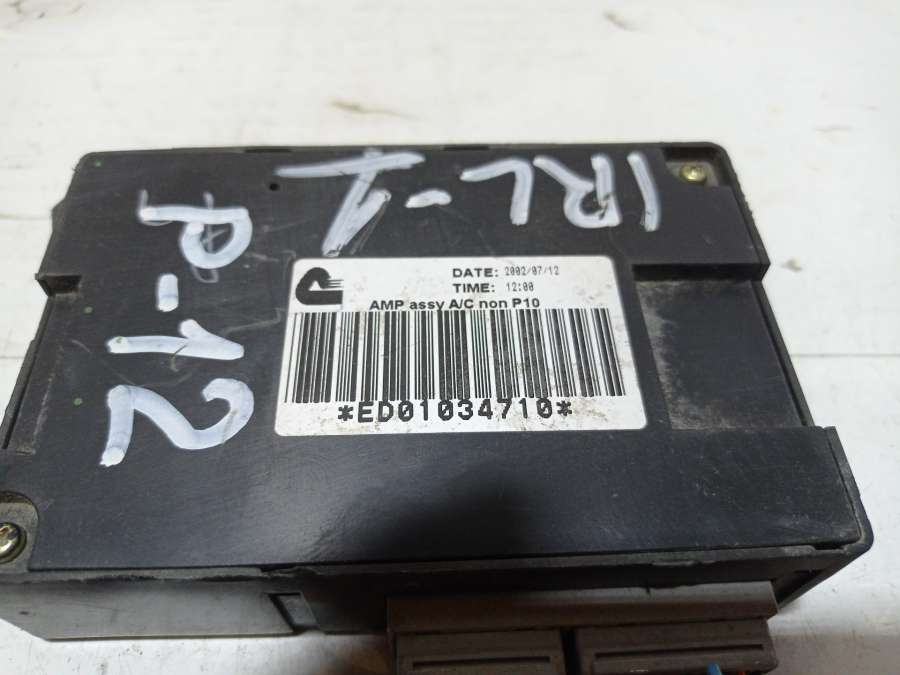 IRL-1
P-12
DATE: 2002/07/12
TIME: 12:00
AMP assy A/C non P10
*ED01034710*